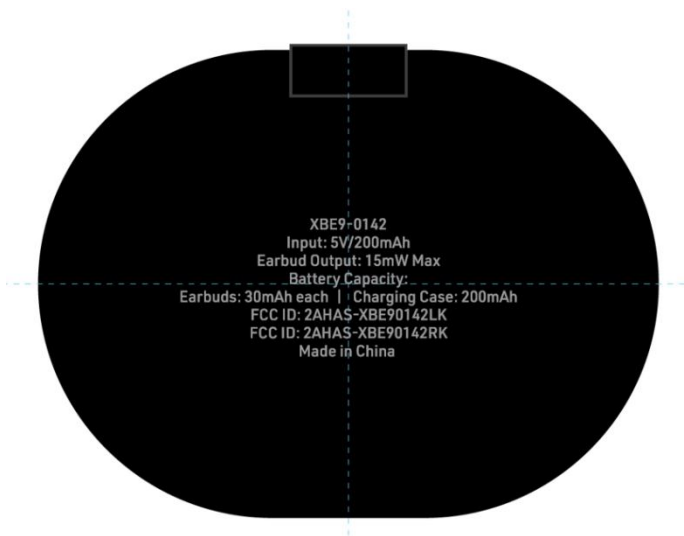 XBE9-0142
Input: 5V/200mAh
Earbud Output: 15mW Max
Battery Capacity:
Earbuds: 30mAh each | Charging Case: 200mAh
FCC ID: 2AHAS-XBE90142LK
FCC ID: 2AHAS-XBE90142RK
Made in China